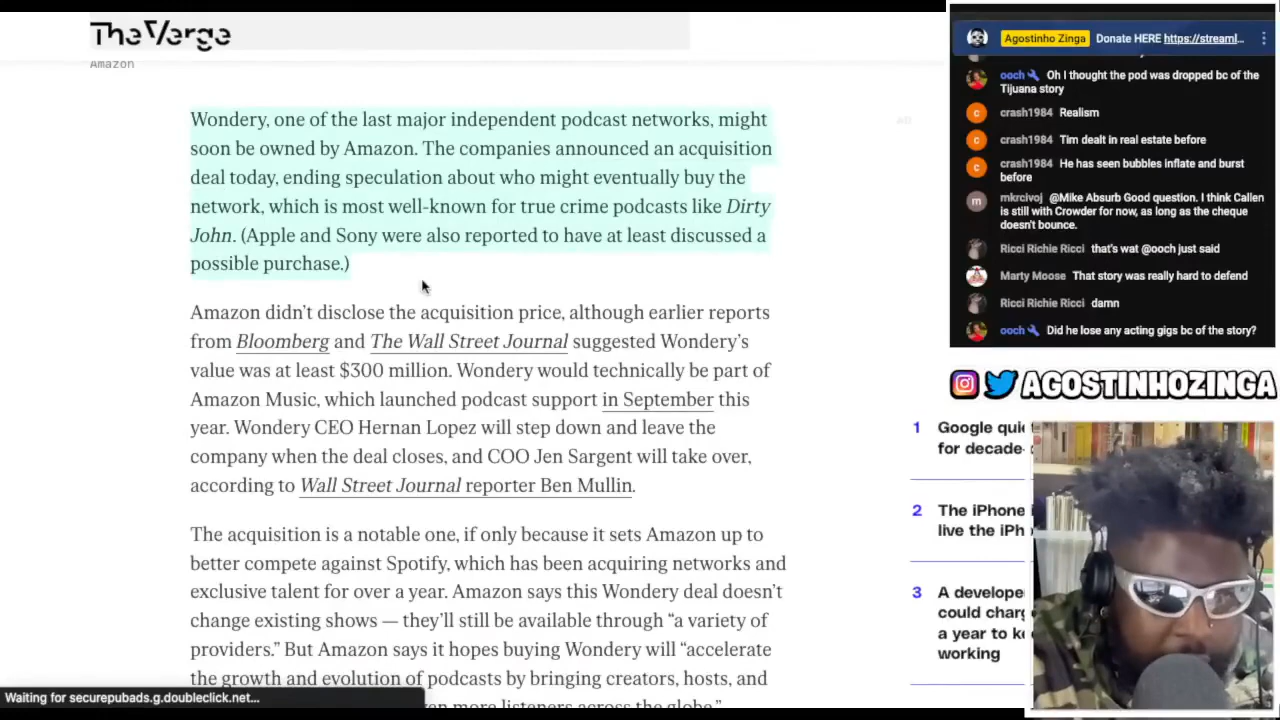 The Verge
Amazon
Wondery, one of the last major independent podcast networks, might
soon be owned by Amazon. The companies announced an acquisition
deal today, ending speculation about who might eventually buy the
network, which is most well-known for true crime podcasts like Dirty
John. (Apple and Sony were also reported to have at least discussed a
possible purchase.)
Amazon didn't disclose the acquisition price, although earlier reports
from Bloomberg and The Wall Street Journal suggested Wondery's
value was at least $300 million. Wondery would technically be part of
Amazon Music, which launched podcast support in September this
year. Wondery CEO Hernan Lopez will step down and leave the
company when the deal closes, and COO Jen Sargent will take over,
according to Wall Street Journal reporter Ben Mullin.
The acquisition is a notable one, if only because it sets Amazon up to
better compete against Spotify, which has been acquiring networks and
exclusive talent for over a year. Amazon says this Wondery deal doesn't
change existing shows — they'll still be available through "a variety of
providers." But Amazon says it hopes buying Wondery will "accelerate
the growth and evolution of podcasts by bringing creators, hosts, and
more listeners across the globe."
Waiting for securepubads.g.doubleclick.net...
AD
Agostinho Zinga Donate HERE https://streaml...
ooch Oh I thought the pod was dropped bc of the
Tijuana story
crash1984 Realism
crash1984 Tim dealt in real estate before
crash1984 He has seen bubbles inflate and burst
before
mkrcivoj @Mike Absurb Good question. I think Callen
is still with Crowder for now, as long as the cheque
doesn't bounce.
Ricci Richie Ricci that's wat @ooch just said
Marty Moose That story was really hard to defend
Ricci Richie Ricci damn
ooch Did he lose any acting gigs bc of the story?
AGOSTINHOZINGA
1 Google quie
for decade-
2 The iPhone
live the iPh
3 A develope
could charg
a year to ke
working